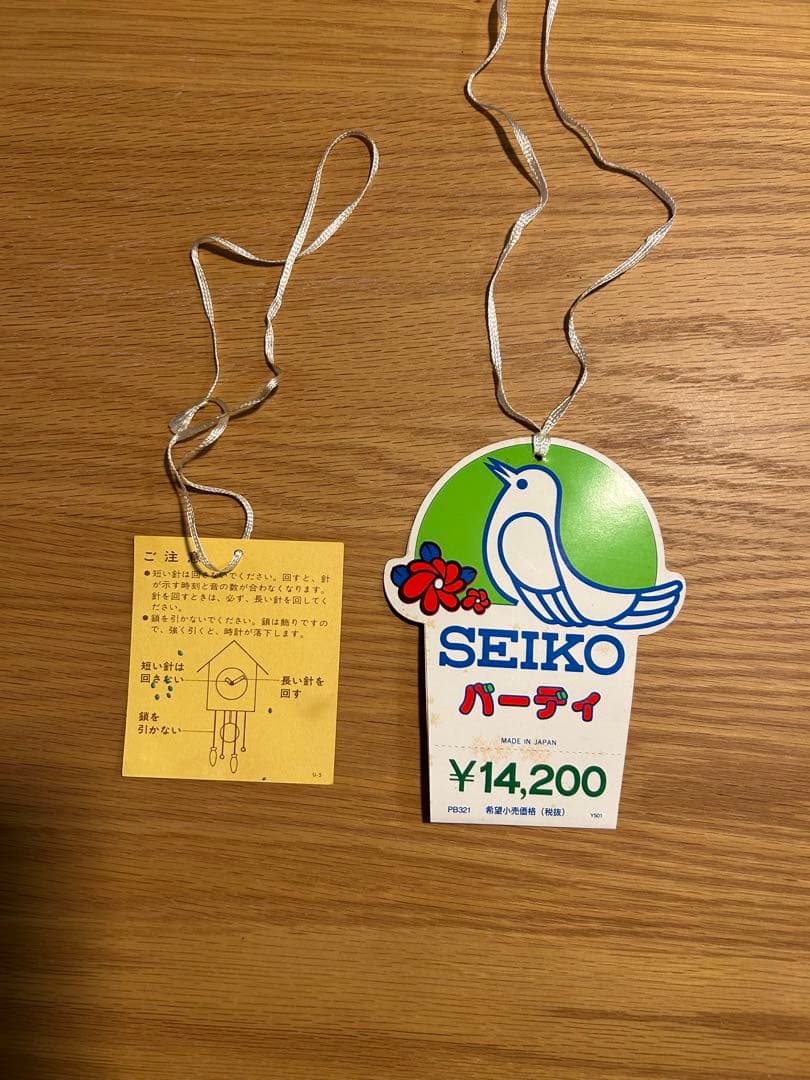 ご注意
●短い針は回さないでください。回すと、針
が示す時刻と音の数が合わなくなります。
針を回すときは、必ず、長い針を回してく
ださい。
●鎖を引かないでください。鎖は飾りですの
で、強く引くと、時計が落下します。
短い針は
回さない
長い針を
回す
鎖を
引かない
U-3
SEIKO
バーディ
MADE IN JAPAN
¥14,200
PB321 希望小売価格(税抜) Y501